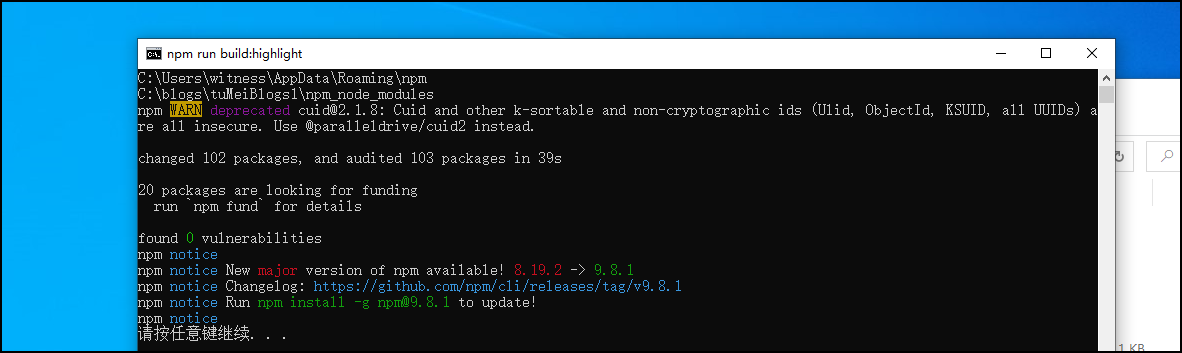 npm run build:highlight
C:\Users\witness\AppData\Roaming\npm
C:\blogs\tuMeiBlogs1\npm_node_modules
npm WARN deprecated cuid@2.1.8: Cuid and other k-sortable and non-cryptographic ids (Ulid, ObjectId, KSUID, all UUIDs) a
re all insecure. Use @paralleldrive/cuid2 instead.
changed 102 packages, and audited 103 packages in 39s
20 packages are looking for funding
run `npm fund` for details
found 0 vulnerabilities
npm notice
npm notice New major version of npm available! 8.19.2 -> 9.8.1
npm notice Changelog: https://github.com/npm/cli/releases/tag/v9.8.1
npm notice Run npm install -g npm@9.8.1 to update!
npm notice
请按任意键继续. . .
1 KB